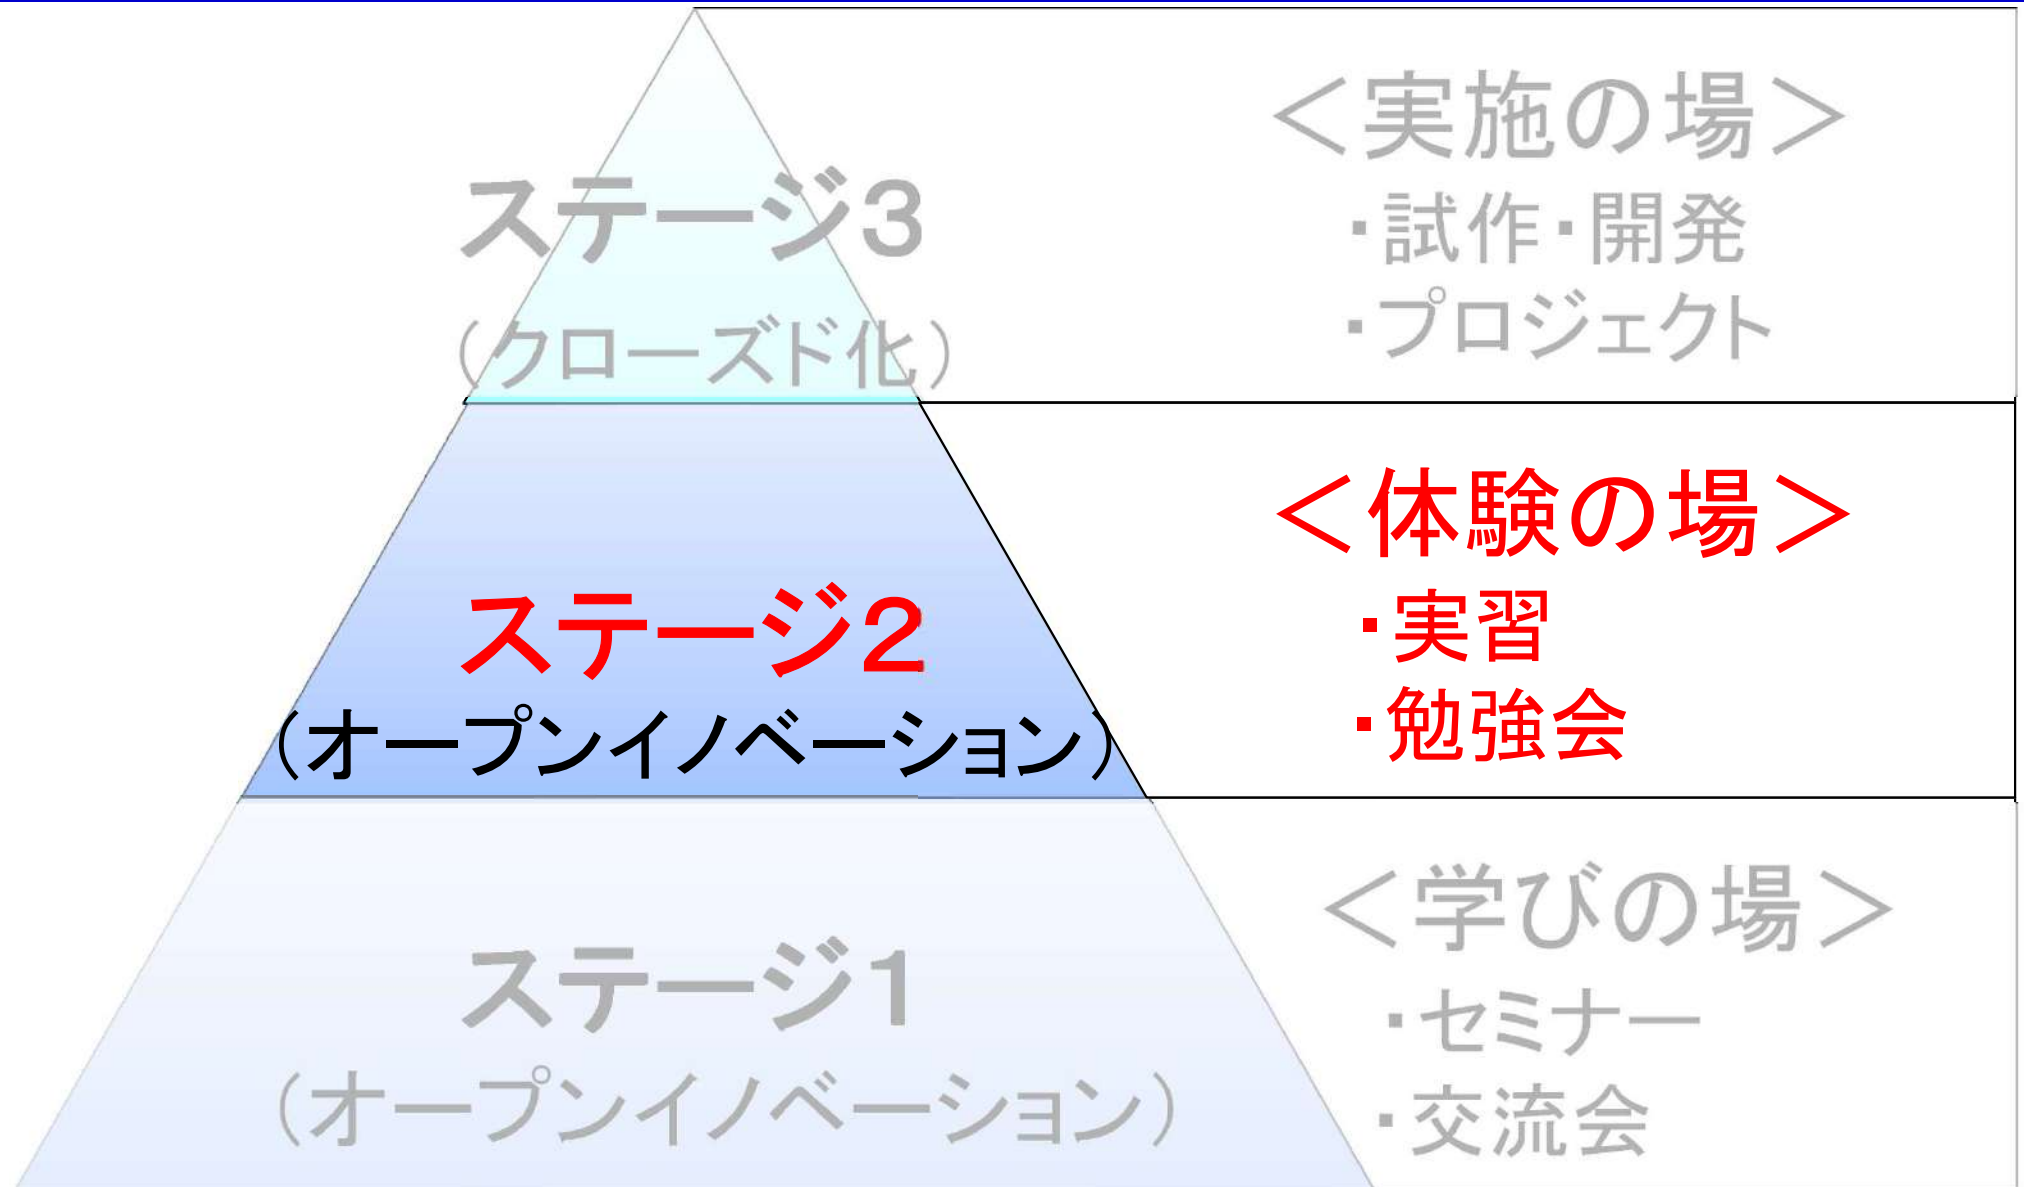 ステージ3
（クローズド化）
＜実施の場＞
・試作・開発
・プロジェクト
ステージ2
（オープンイノベーション）
＜体験の場＞
・実習
・勉強会
ステージ1
（オープンイノベーション）
＜学びの場＞
・セミナー
・交流会